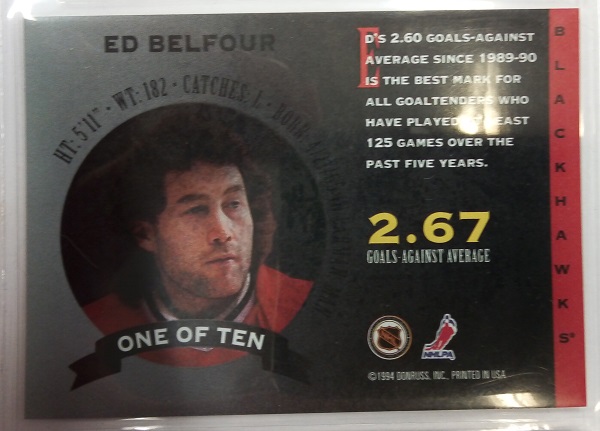 ED BELFOUR
HT: 5'11" • WT: 182 • CATCHES: L •
ED'S 2.60 GOALS-AGAINST
AVERAGE SINCE 1989-90
IS THE BEST MARK FOR
ALL GOALTENDERS WHO
HAVE PLAYED
125 GAMES OVER THE
PAST FIVE YEARS.
2.67
GOALS-AGAINST AVERAGE
ONE OF TEN
NHL
NHLPA
©1994 DONRUSS, INC., PRINTED IN USA
BLACKHAWKS®